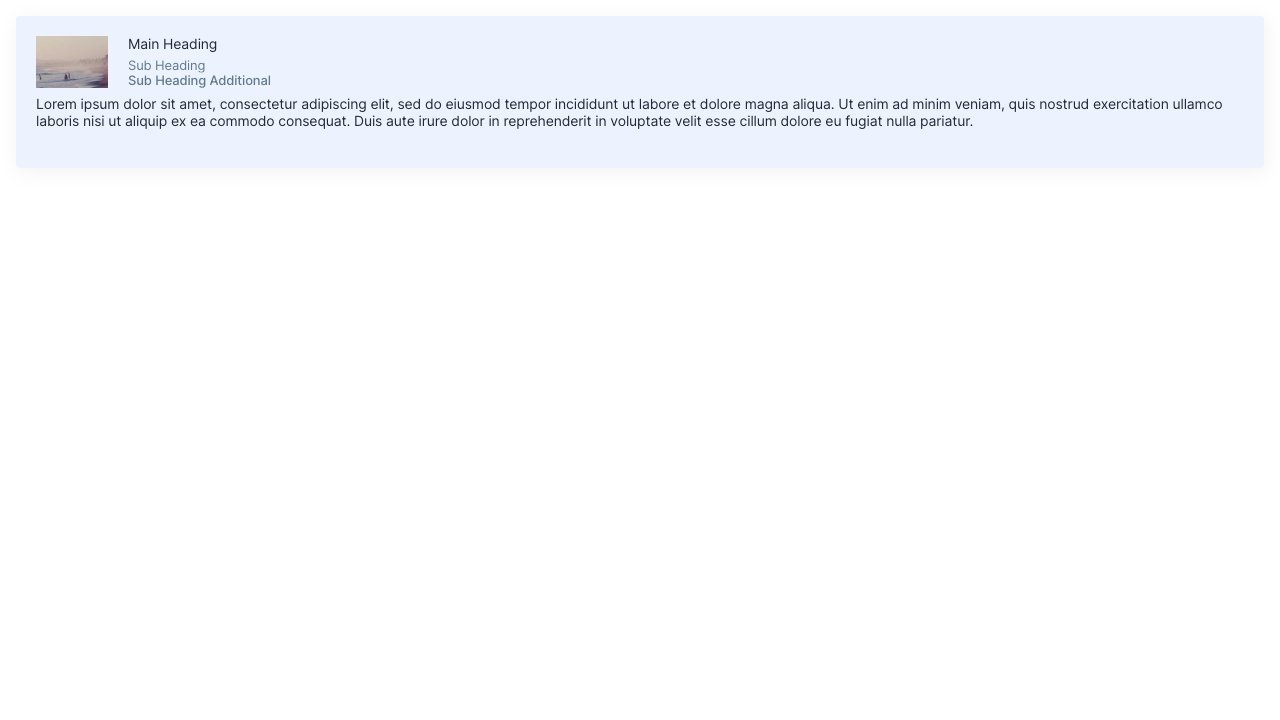 Main Heading
Sub Heading
Sub Heading Additional
Lorem ipsum dolor sit amet, consectetur adipiscing elit, sed do eiusmod tempor incididunt ut labore et dolore magna aliqua. Ut enim ad minim veniam, quis nostrud exercitation ullamco
laboris nisi ut aliquip ex ea commodo consequat. Duis aute irure dolor in reprehenderit in voluptate velit esse cillum dolore eu fugiat nulla pariatur.